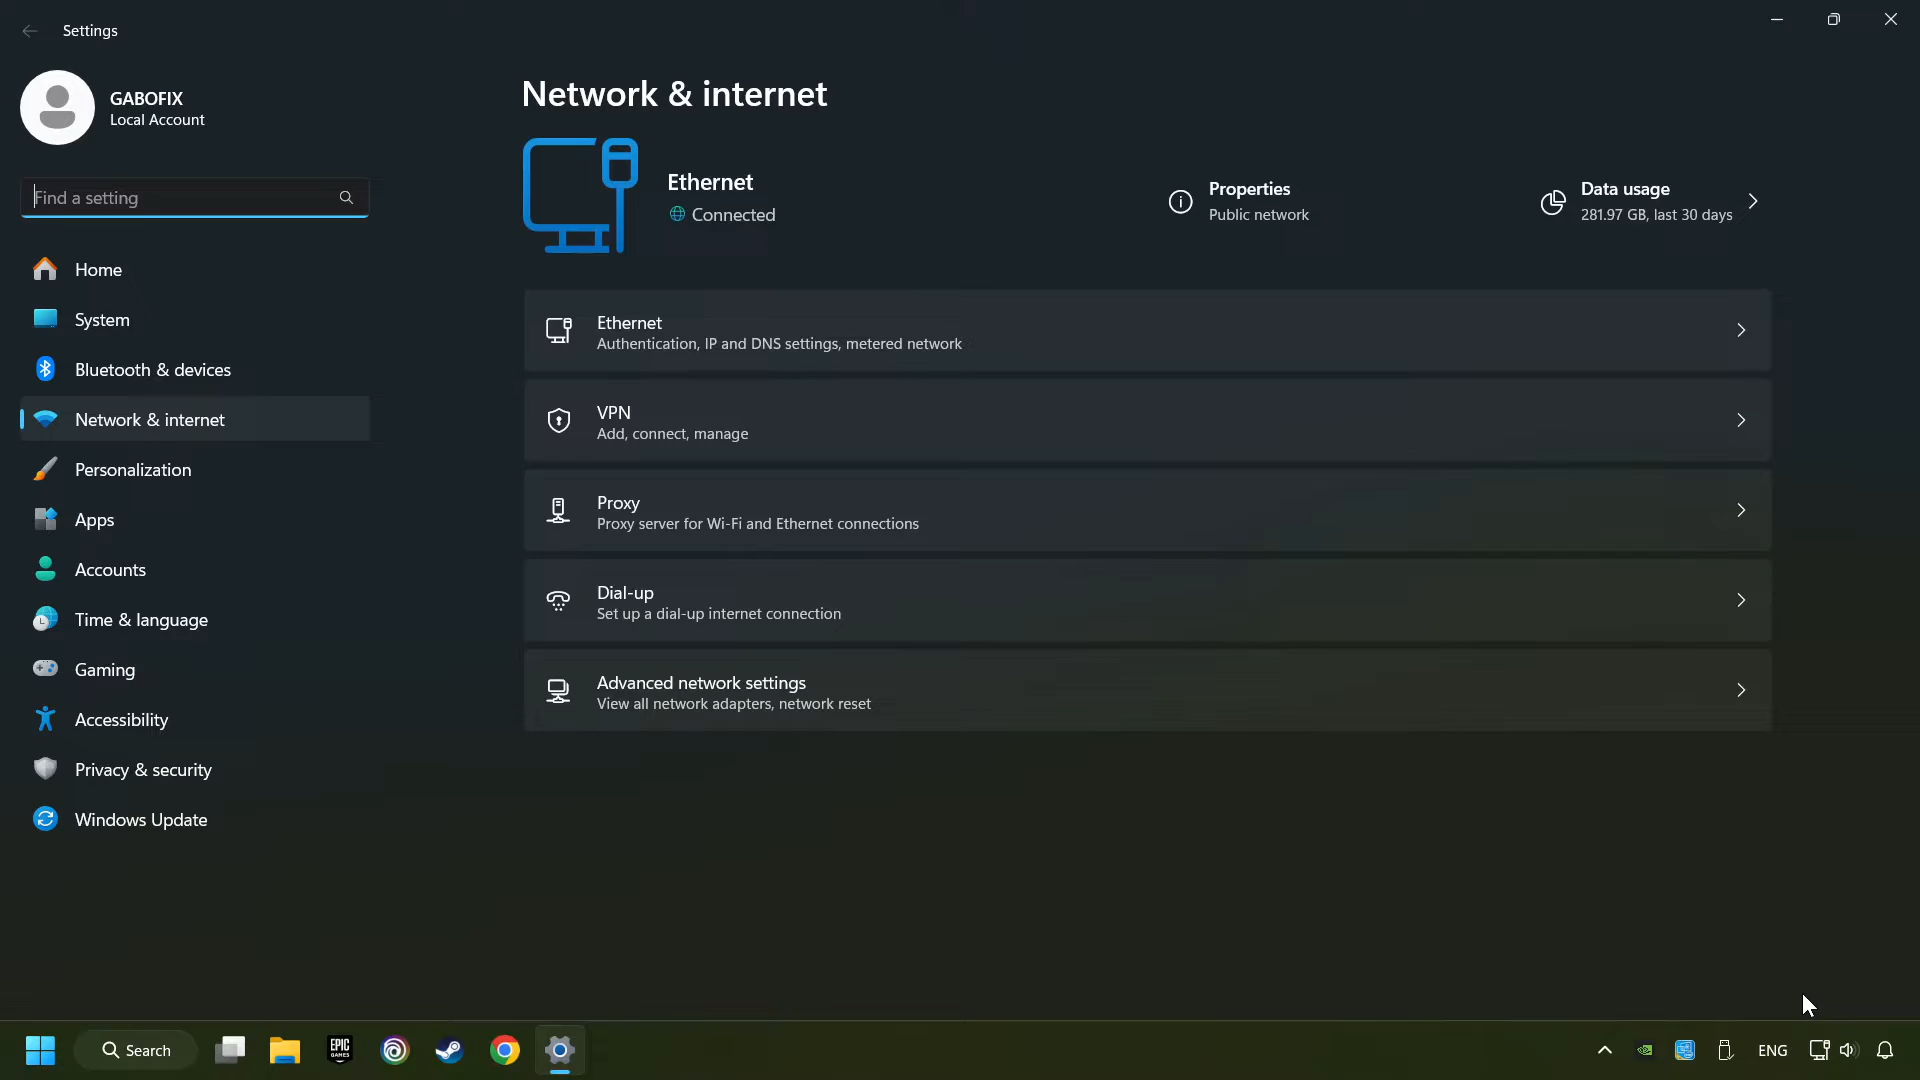 Settings
GABOFIX
Local Account
Find a setting
Home
System
Bluetooth & devices
Network & internet
Personalization
Apps
Accounts
Time & language
Gaming
Accessibility
Privacy & security
Windows Update
Network & internet
Ethernet
Connected
Properties
Public network
Data usage
281.97 GB, last 30 days
Ethernet
Authentication, IP and DNS settings, metered network
VPN
Add, connect, manage
Proxy
Proxy server for Wi-Fi and Ethernet connections
Dial-up
Set up a dial-up internet connection
Advanced network settings
View all network adapters, network reset
Search
EPIC
GAMES
ENG